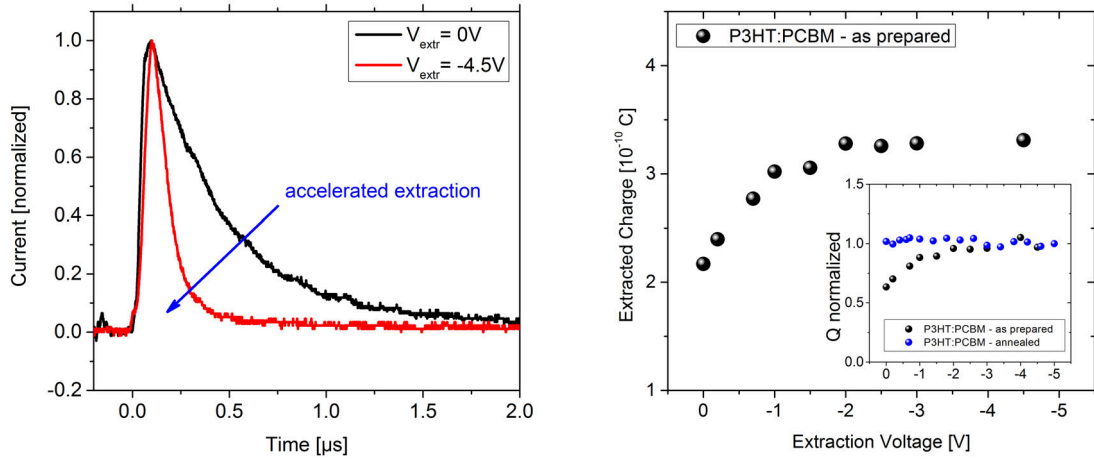 V_extr = 0V
V_extr = -4.5V
1.0
0.8
0.6
0.4
0.2
0.0
-0.2
Current [normalized]
accelerated extraction
0.0 0.5 1.0 1.5 2.0
Time [µs]
P3HT:PCBM - as prepared
4
3
2
1
Extracted Charge [10⁻¹⁰ C]
1.5
1.0
0.5
0.0
Q normalized
P3HT:PCBM - as prepared
P3HT:PCBM - annealed
0 -1 -2 -3 -4 -5
0 -1 -2 -3 -4 -5
Extraction Voltage [V]